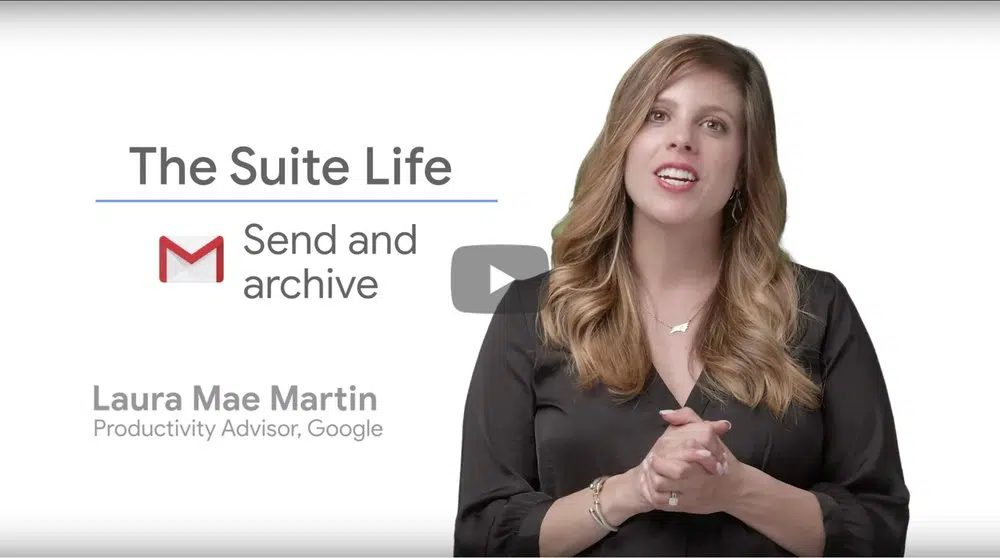 The Suite Life
Send and
archive
Laura Mae Martin
Productivity Advisor, Google